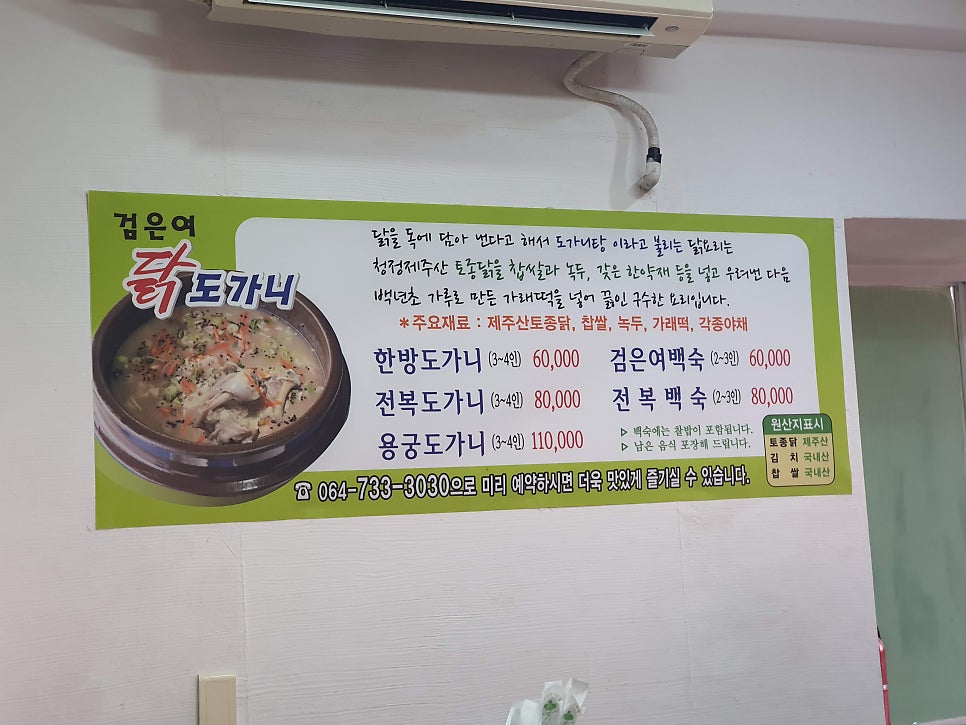 검은여
닭도가니
닭을 독에 담아 낸다고 해서 도가니탕 이라고 불리는 닭요리는
청정제주산 토종닭을 찹쌀과 녹두, 갖은 한약재 등을 넣고 우려낸 다음
백년초 가루로 만든 가래떡을 넣어 끓인 구수한 요리입니다.
*주요재료 : 제주산토종닭, 찹쌀, 녹두, 가래떡, 각종야채
한방도가니 (3~4인) 60,000 검은여백숙 (2~3인) 60,000
전복도가니 (3~4인) 80,000 전복백숙 (2~3인) 80,000
용궁도가니 (3~4인) 110,000
▷ 백숙에는 찰밥이 포함됩니다.
▷ 남은 음식 포장해 드립니다.
원산지표시
토종닭 제주산
김치 국내산
찹쌀 국내산
☎ 064-733-3030으로 미리 예약하시면 더욱 맛있게 즐기실 수 있습니다.